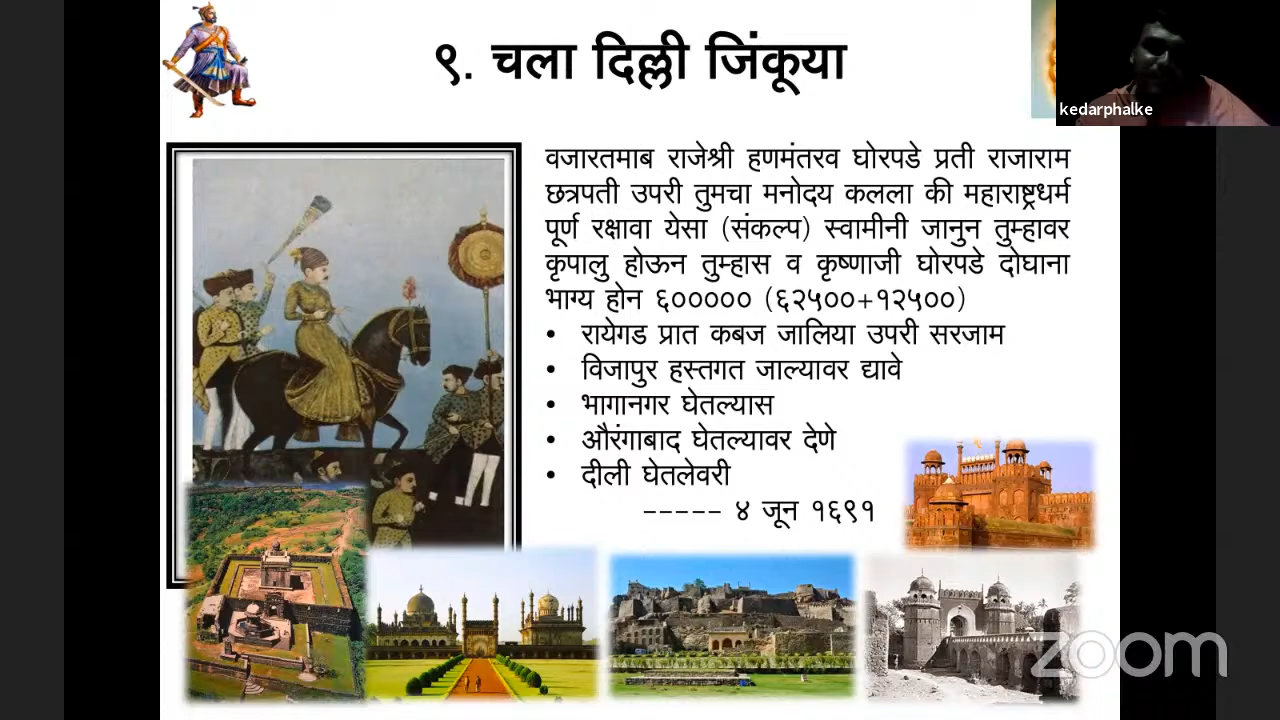 ९. चला दिल्ली जिंकूया
kedarphalke
वजारतमाब राजेश्री हणमंतरव घोरपडे प्रती राजाराम
छत्रपती उपरी तुमचा मनोदय कलला की महाराष्ट्रधर्म
पूर्ण रक्षावा येसा (संकल्प) स्वामीनी जानुन तुम्हावर
कृपालु होऊन तुम्हास व कृष्णाजी घोरपडे दोघाना
भाग्य होन ६००००० (६२५००+१२५००)
• रायेगड प्रात कबज जालिया उपरी सरजाम
• विजापुर हस्तगत जाल्यावर द्यावे
• भागानगर घेतल्यास
• औरंगाबाद घेतल्यावर देणे
• दीली घेतलेवरी
----- ४ जून १६९१
zoom